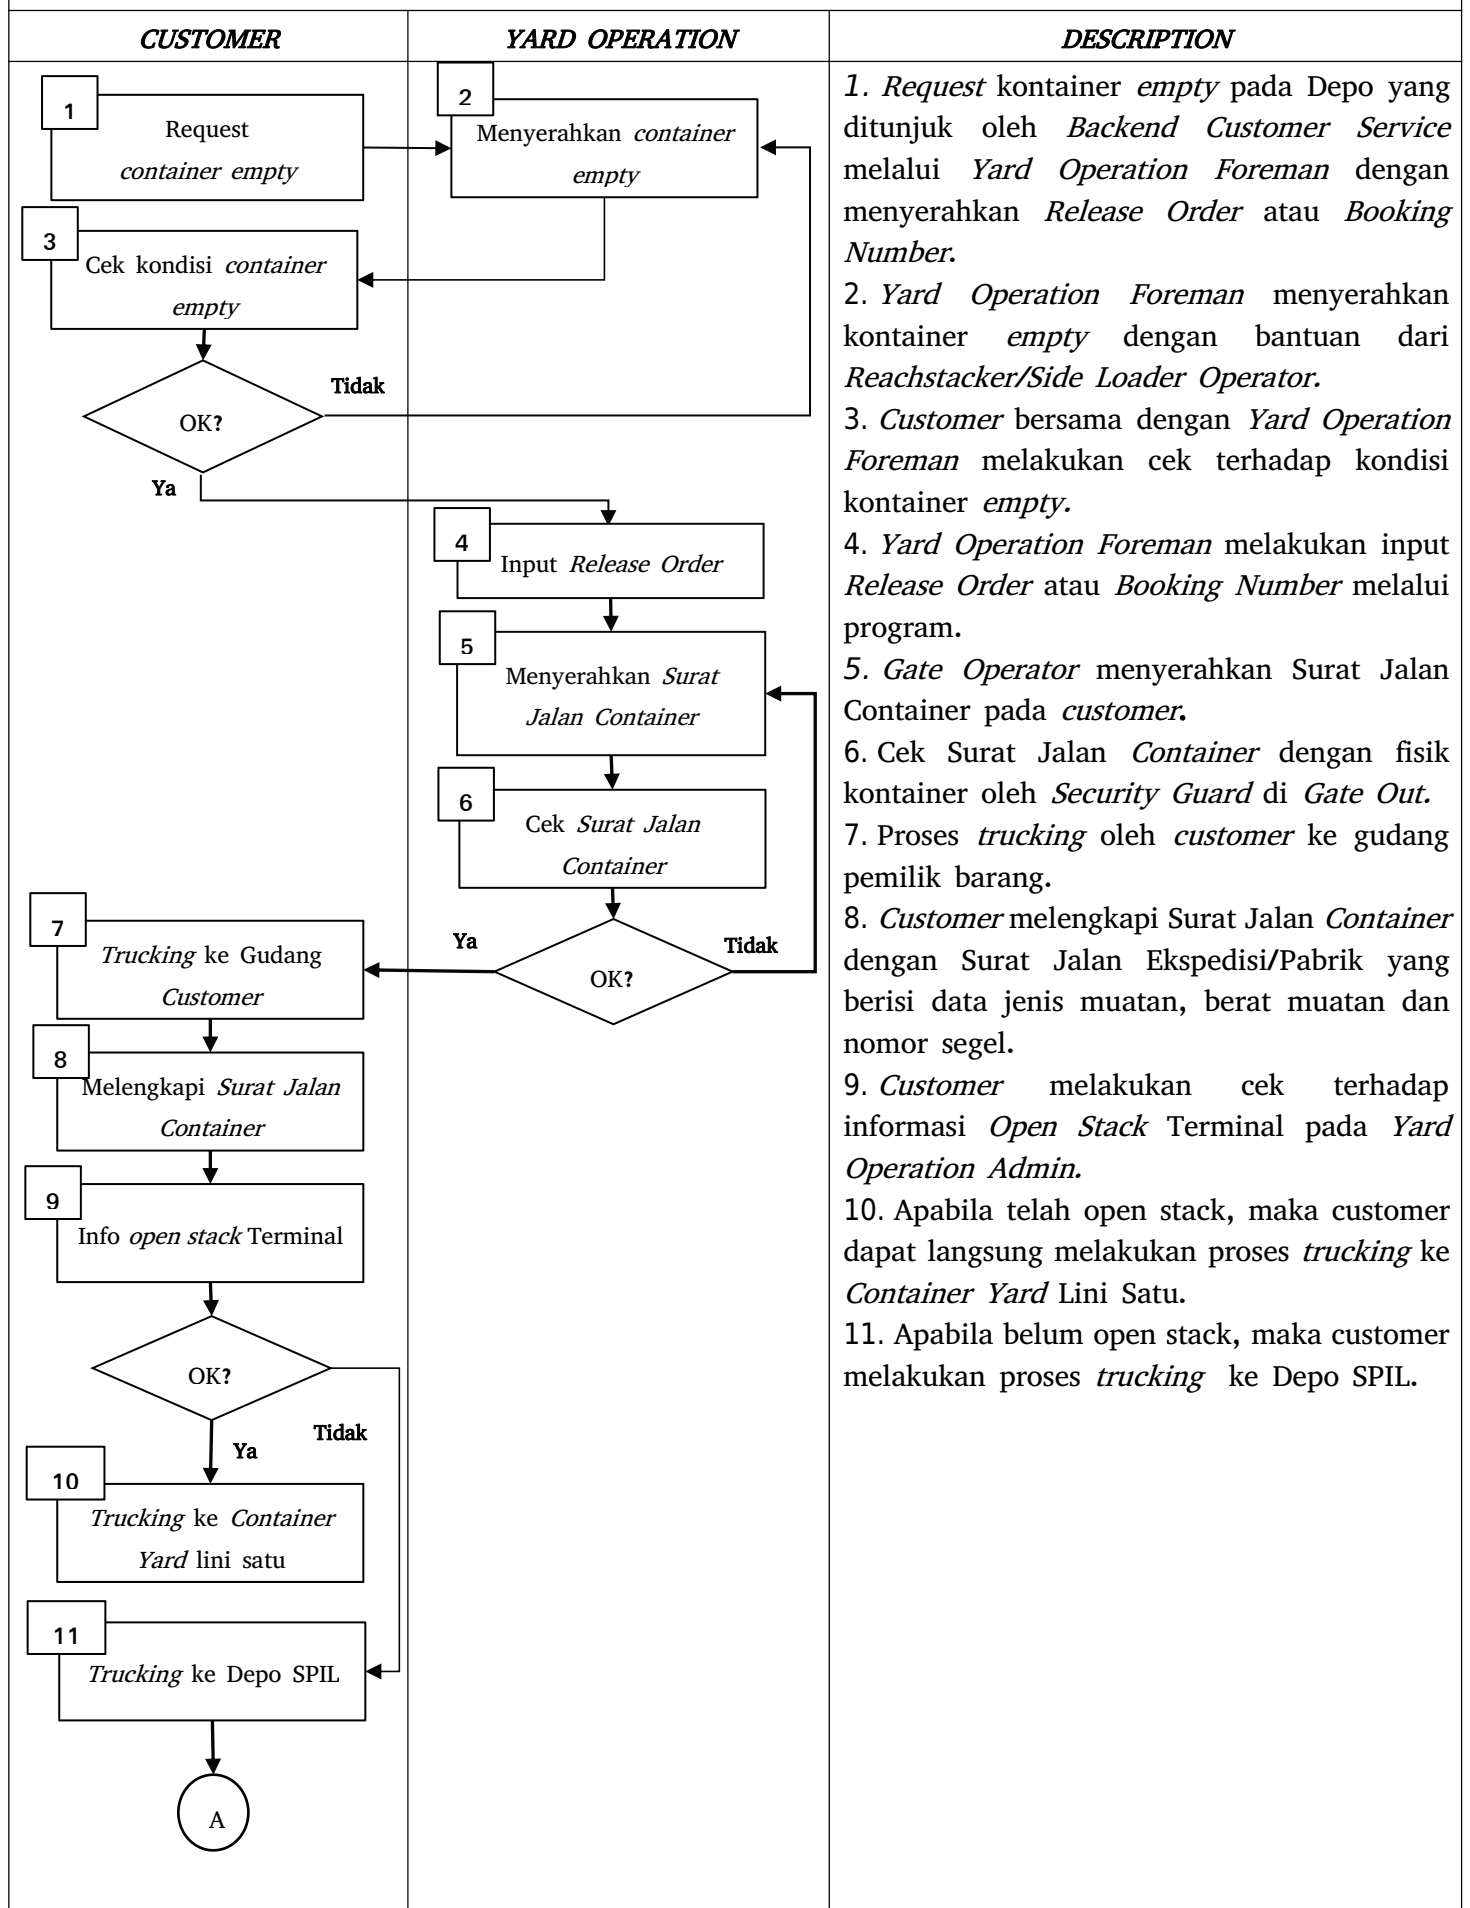 CUSTOMER
YARD OPERATION
DESCRIPTION
1
Request
container empty
2
Menyerahkan container
empty
3
Cek kondisi container
empty
OK?
Tidak
Ya
4
Input Release Order
5
Menyerahkan Surat
Jalan Container
6
Cek Surat Jalan
Container
OK?
Ya
Tidak
7
Trucking ke Gudang
Customer
8
Melengkapi Surat Jalan
Container
9
Info open stack Terminal
OK?
Tidak
Ya
10
Trucking ke Container
Yard lini satu
11
Trucking ke Depo SPIL
A
1. Request kontainer empty pada Depo yang
ditunjuk oleh Backend Customer Service
melalui Yard Operation Foreman dengan
menyerahkan Release Order atau Booking
Number.
2. Yard Operation Foreman menyerahkan
kontainer empty dengan bantuan dari
Reachstacker/Side Loader Operator.
3. Customer bersama dengan Yard Operation
Foreman melakukan cek terhadap kondisi
kontainer empty.
4. Yard Operation Foreman melakukan input
Release Order atau Booking Number melalui
program.
5. Gate Operator menyerahkan Surat Jalan
Container pada customer.
6. Cek Surat Jalan Container dengan fisik
kontainer oleh Security Guard di Gate Out.
7. Proses trucking oleh customer ke gudang
pemilik barang.
8. Customer melengkapi Surat Jalan Container
dengan Surat Jalan Ekspedisi/Pabrik yang
berisi data jenis muatan, berat muatan dan
nomor segel.
9. Customer melakukan cek terhadap
informasi Open Stack Terminal pada Yard
Operation Admin.
10. Apabila telah open stack, maka customer
dapat langsung melakukan proses trucking ke
Container Yard Lini Satu.
11. Apabila belum open stack, maka customer
melakukan proses trucking ke Depo SPIL.